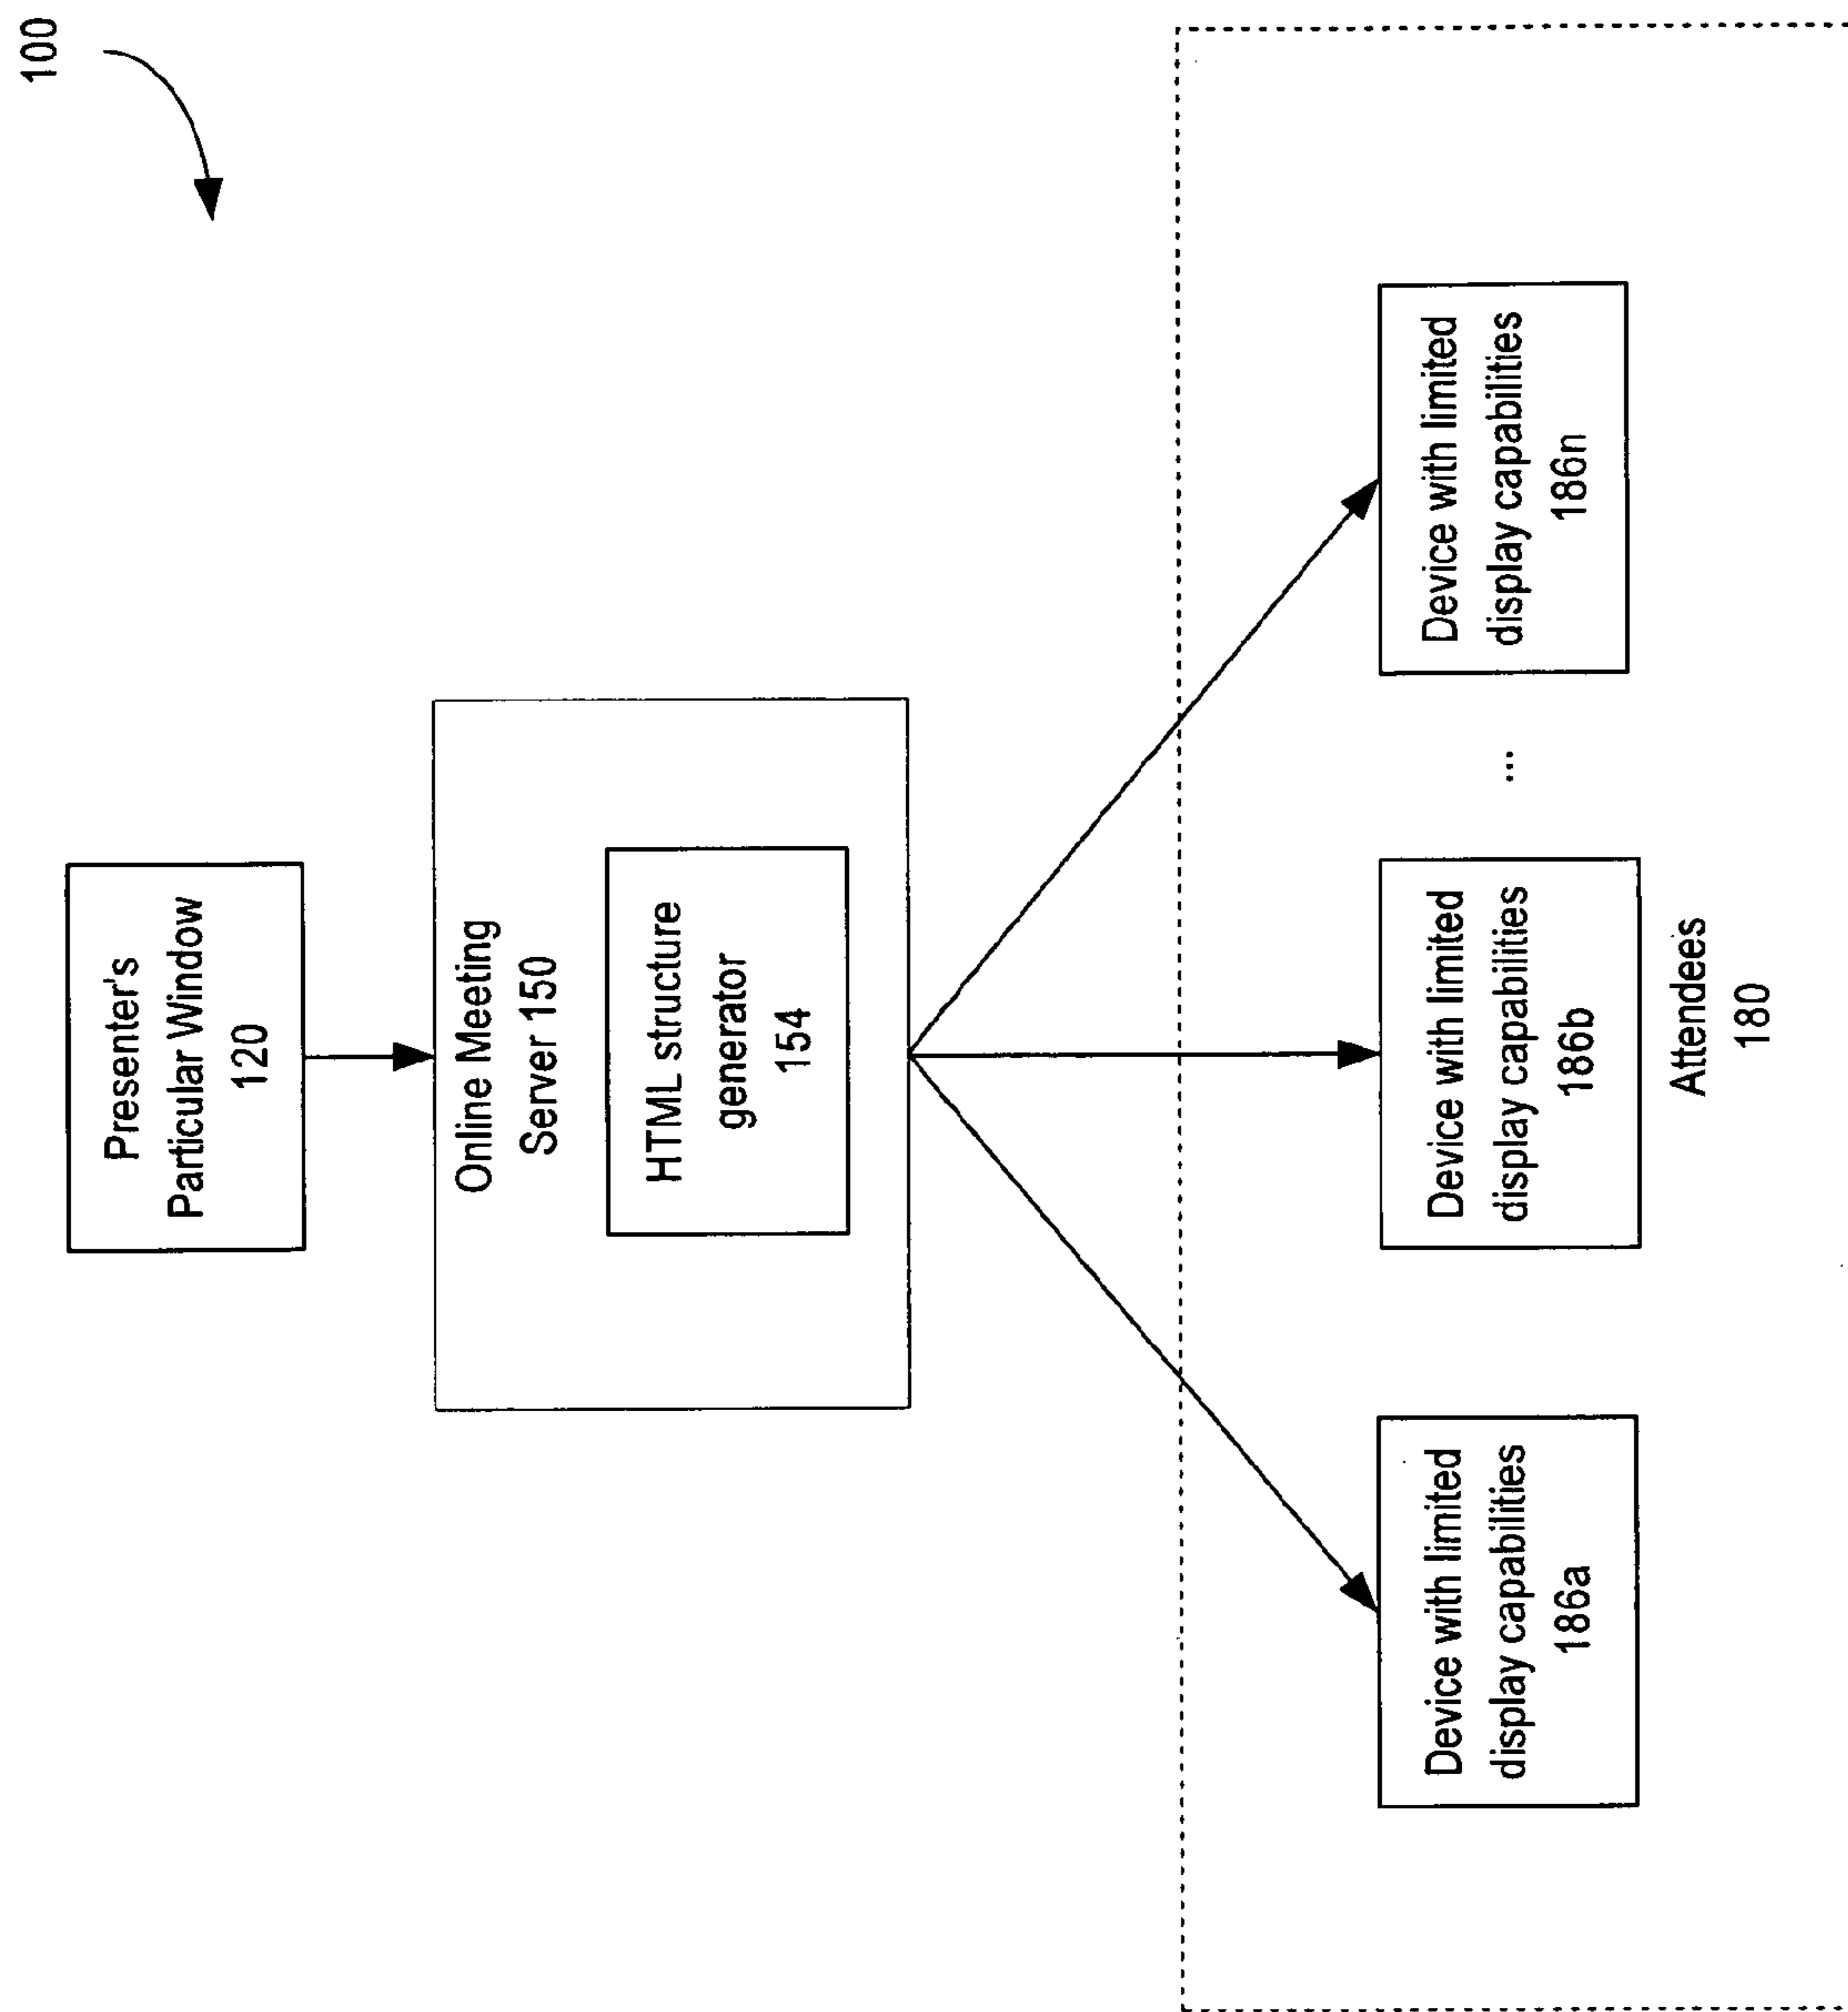 100
Presenter's
Particular Window
120
Online Meeting
Server 150
HTML structure
generator
154
Device with limited
display capabilities
186a
Device with limited
display capabilities
186b
...
Device with limited
display capabilities
186n
Attendees
180